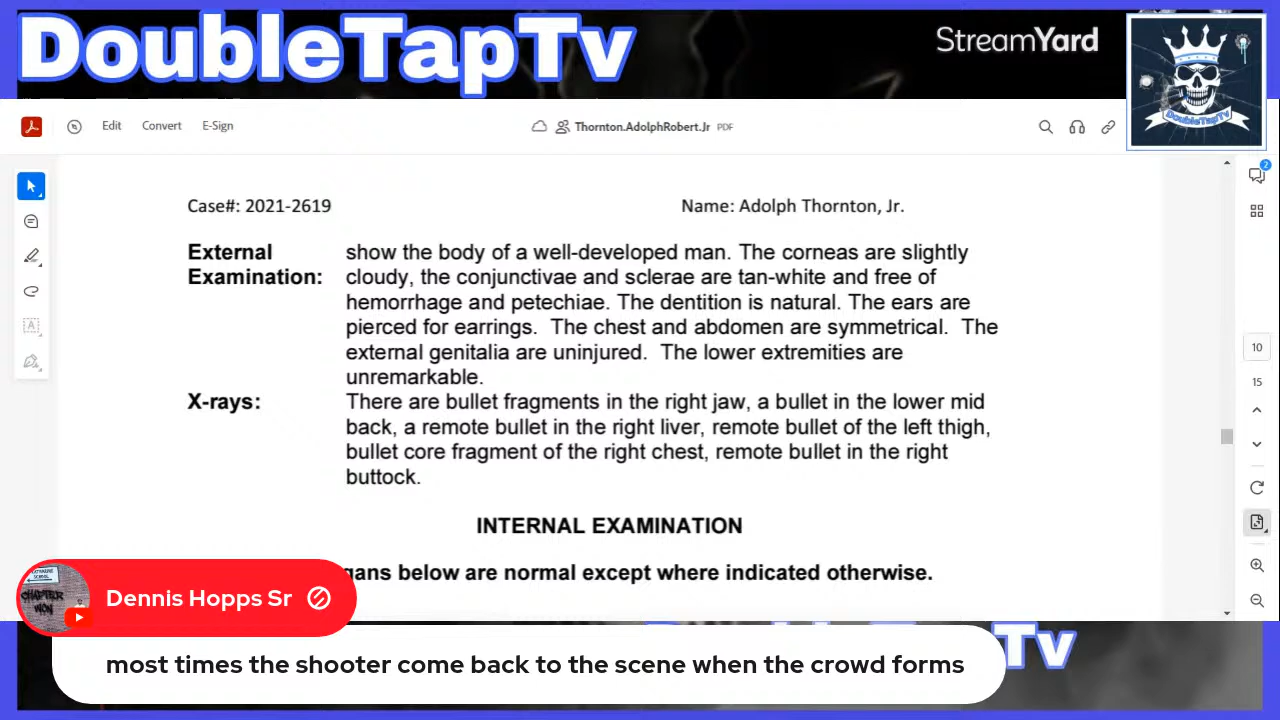 DoubleTapTv
StreamYard
DoubleTapTv
Edit Convert E-Sign
Thornton.AdolphRobert.Jr PDF
2
Case#: 2021-2619 Name: Adolph Thornton, Jr.
External Examination: show the body of a well-developed man. The corneas are slightly
cloudy, the conjunctivae and sclerae are tan-white and free of
hemorrhage and petechiae. The dentition is natural. The ears are
pierced for earrings. The chest and abdomen are symmetrical. The
external genitalia are uninjured. The lower extremities are
unremarkable.
X-rays: There are bullet fragments in the right jaw, a bullet in the lower mid
back, a remote bullet in the right liver, remote bullet of the left thigh,
bullet core fragment of the right chest, remote bullet in the right
buttock.
10
15
INTERNAL EXAMINATION
gans below are normal except where indicated otherwise.
CHAPTER
Dennis Hopps Sr
most times the shooter come back to the scene when the crowd forms
Tv